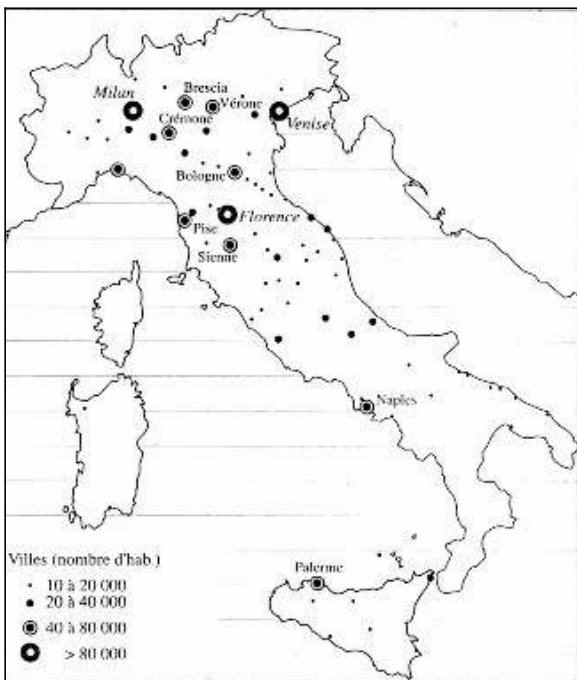 Brescia
Milan
Vérone
Crémone
Venise
Bologne
Florence
Pise
Sienne
Naples
Villes (nombre d'hab.)
10 à 20 000
20 à 40 000
40 à 80 000
> 80 000
Palerme